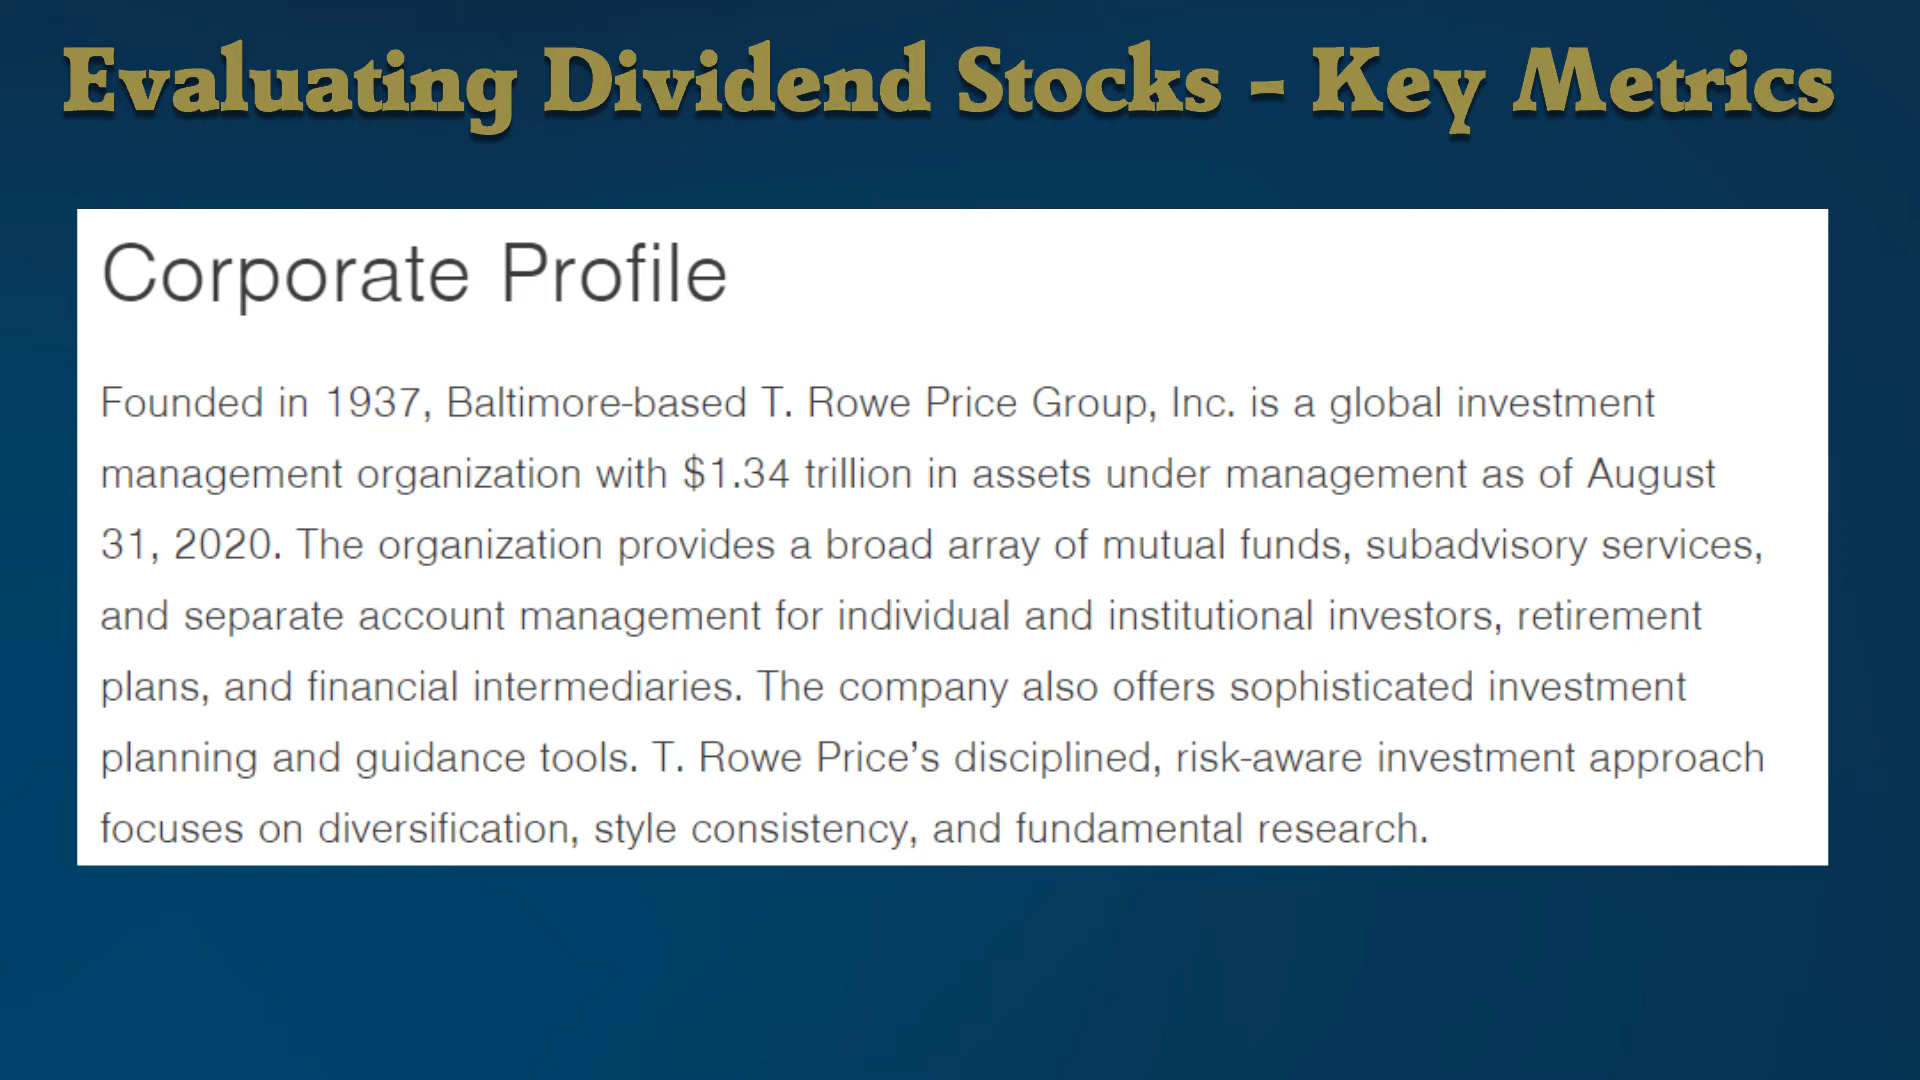 Evaluating Dividend Stocks – Key Metrics
Corporate Profile
Founded in 1937, Baltimore-based T. Rowe Price Group, Inc. is a global investment
management organization with $1.34 trillion in assets under management as of August
31, 2020. The organization provides a broad array of mutual funds, subadvisory services,
and separate account management for individual and institutional investors, retirement
plans, and financial intermediaries. The company also offers sophisticated investment
planning and guidance tools. T. Rowe Price’s disciplined, risk-aware investment approach
focuses on diversification, style consistency, and fundamental research.